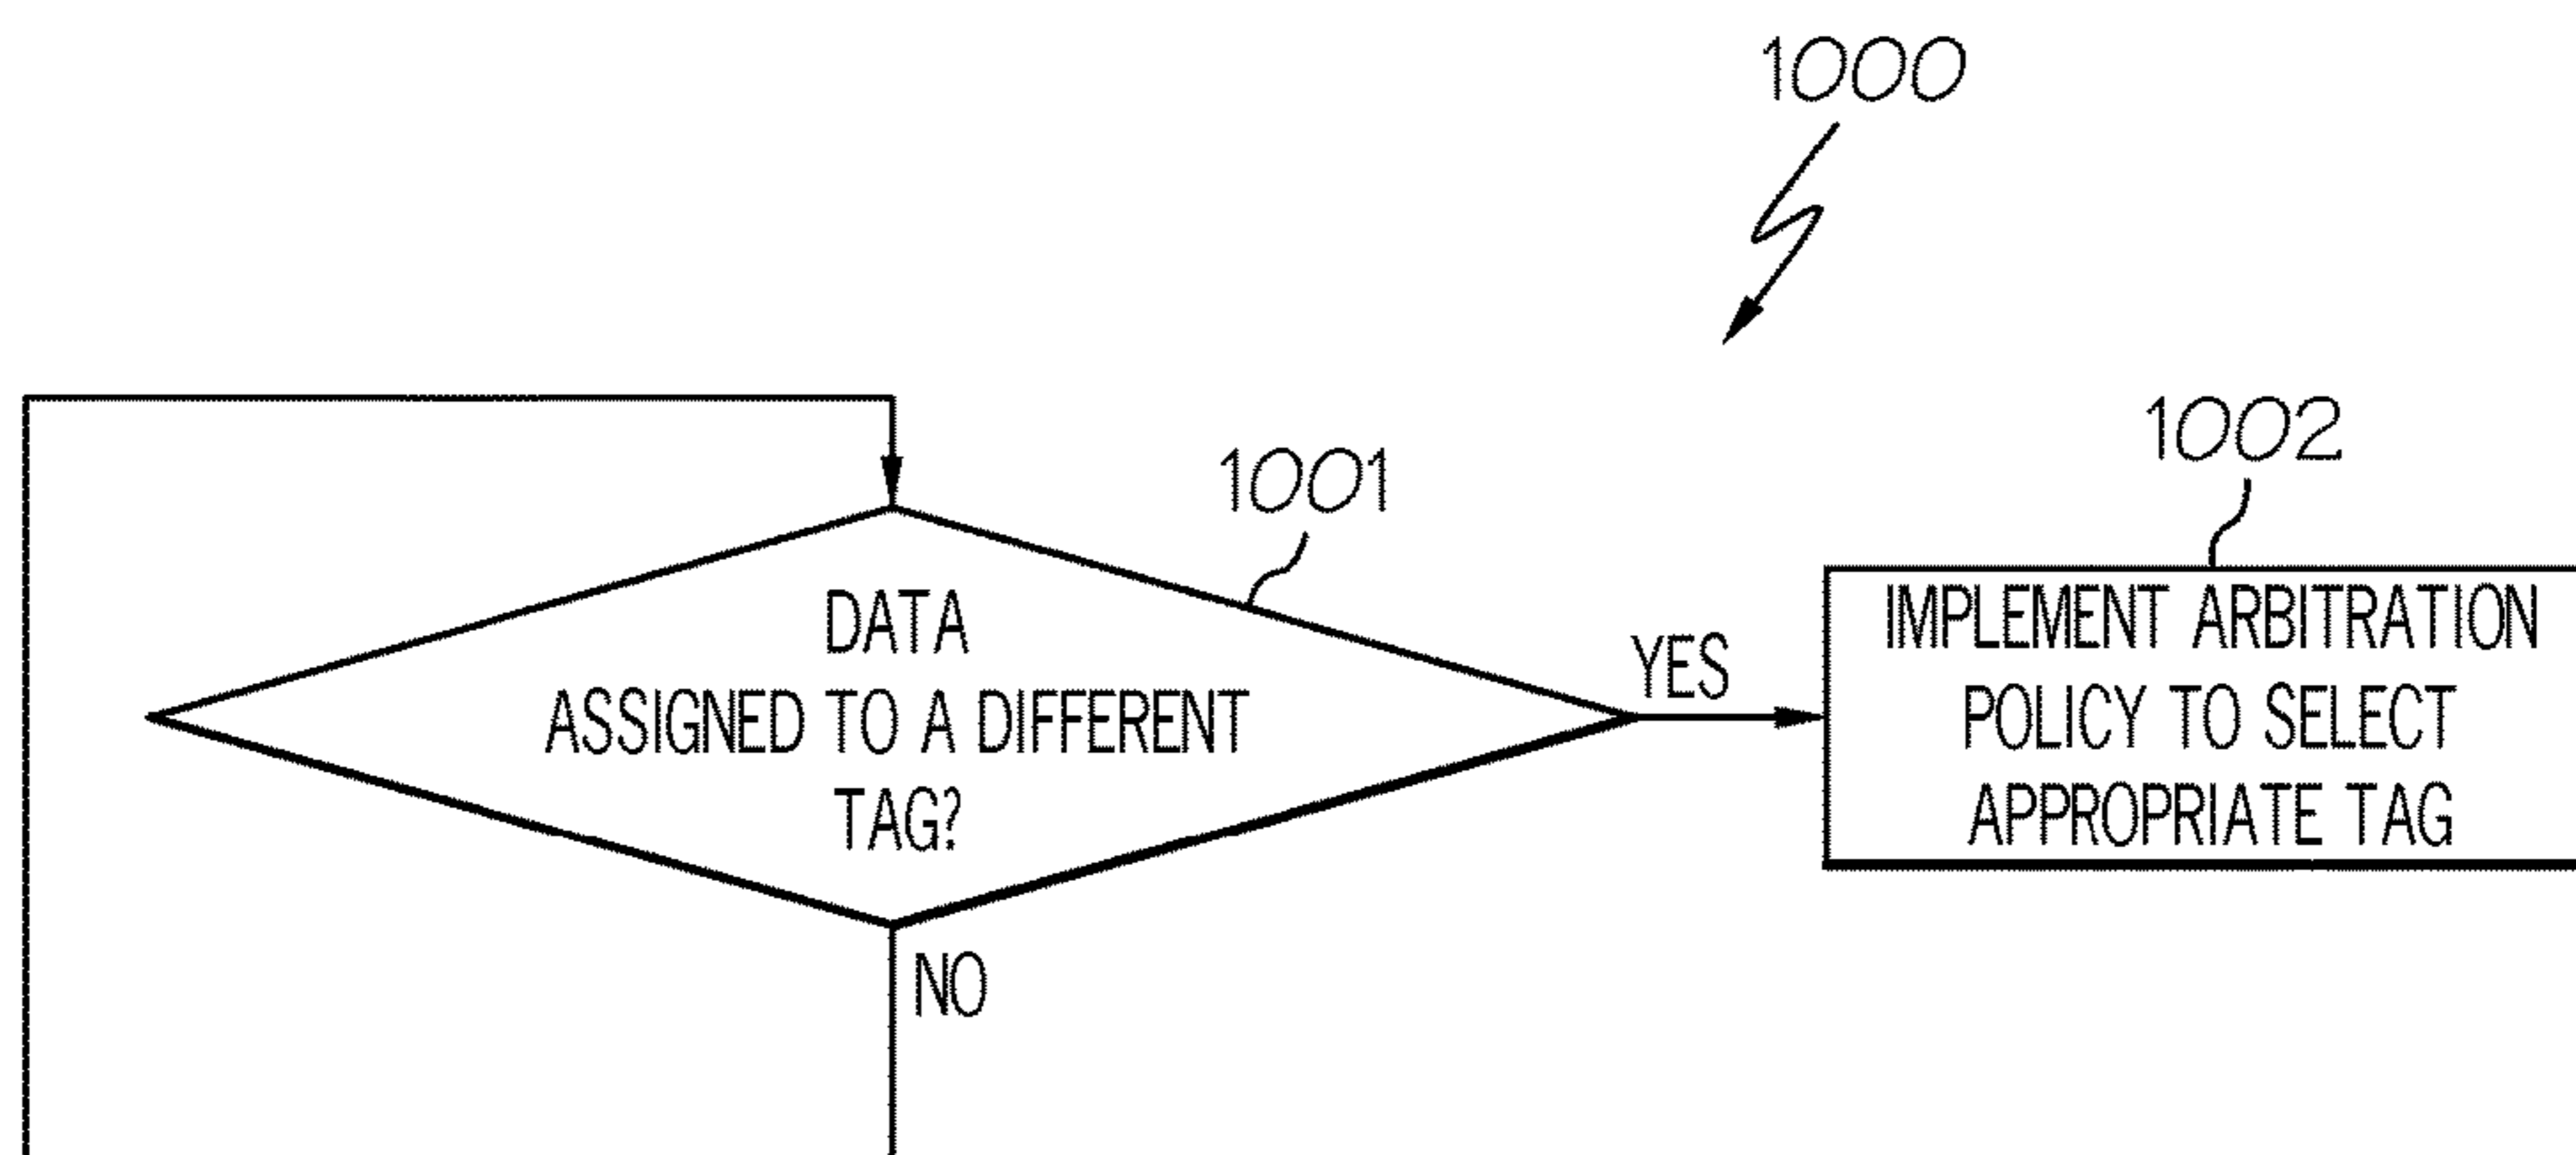 1000
1001
1002
DATA
ASSIGNED TO A DIFFERENT
TAG?
YES
IMPLEMENT ARBITRATION
POLICY TO SELECT
APPROPRIATE TAG
NO